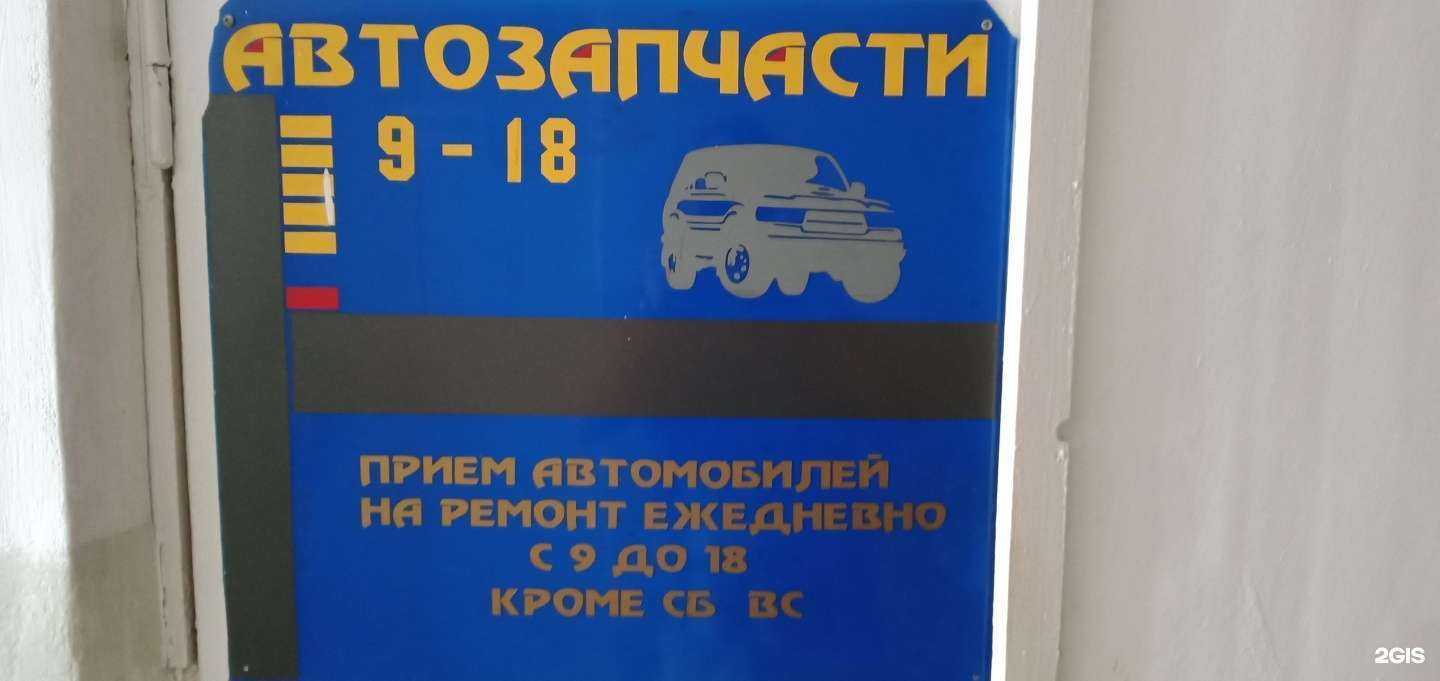 АВТОЗАПЧАСТИ
9 - 18
ПРИЕМ АВТОМОБИЛЕЙ
НА РЕМОНТ ЕЖЕДНЕВНО
С 9 ДО 18
КРОМЕ СБ ВС
2GIS